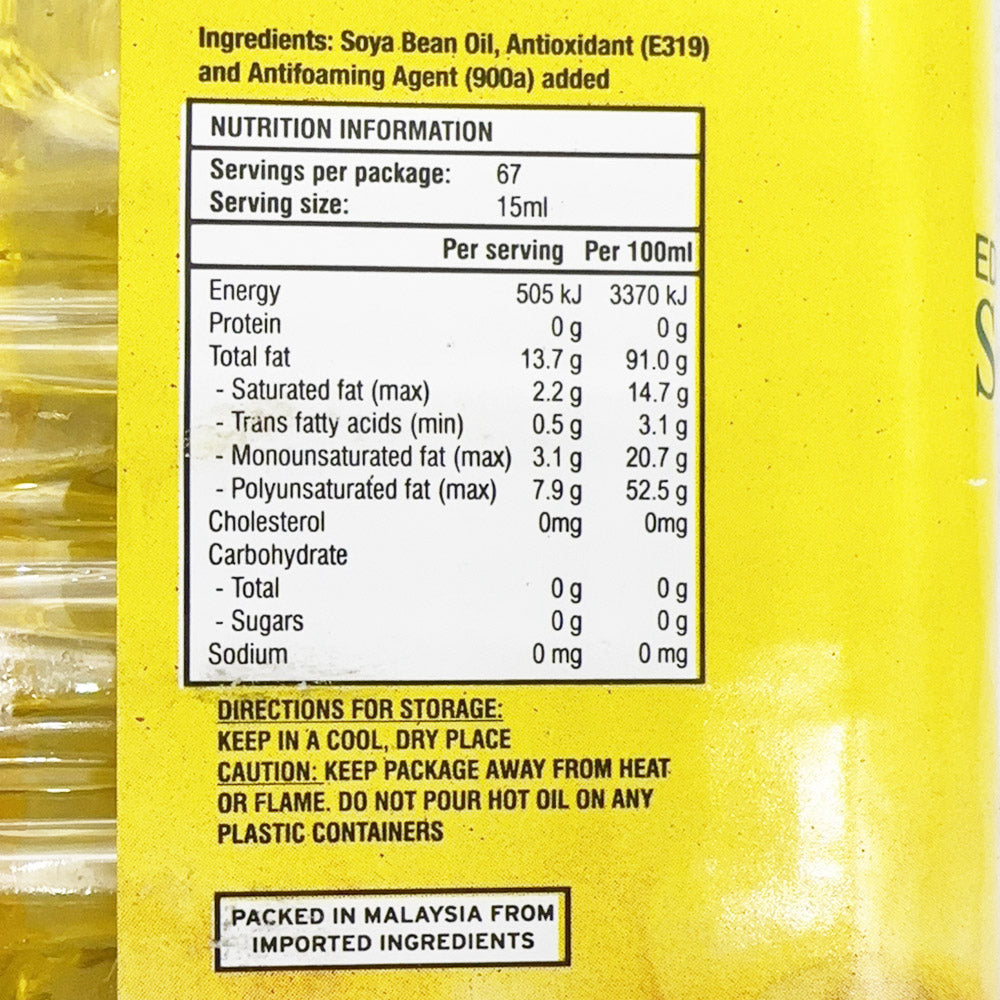 Ingredients: Soya Bean Oil, Antioxidant (E319)
and Antifoaming Agent (900a) added
NUTRITION INFORMATION
Servings per package: 67
Serving size: 15ml
Per serving Per 100ml
Energy 505 kJ 3370 kJ
Protein 0 g 0 g
Total fat 13.7 g 91.0 g
- Saturated fat (max) 2.2 g 14.7 g
- Trans fatty acids (min) 0.5 g 3.1 g
- Monounsaturated fat (max) 3.1 g 20.7 g
- Polyunsaturated fat (max) 7.9 g 52.5 g
Cholesterol 0mg 0mg
Carbohydrate
- Total 0 g 0 g
- Sugars 0 g 0 g
Sodium 0 mg 0 mg
DIRECTIONS FOR STORAGE:
KEEP IN A COOL, DRY PLACE
CAUTION: KEEP PACKAGE AWAY FROM HEAT
OR FLAME. DO NOT POUR HOT OIL ON ANY
PLASTIC CONTAINERS
PACKED IN MALAYSIA FROM
IMPORTED INGREDIENTS